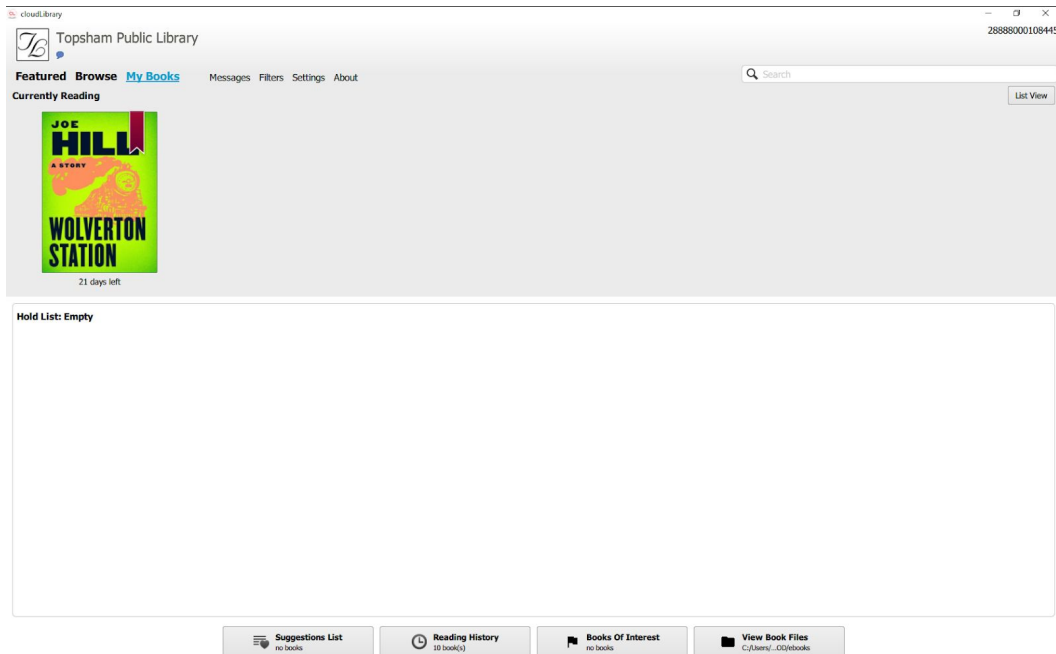 cloudLibrary
Topsham Public Library
28888000108445
Featured Browse My Books Messages Filters Settings About
Search
Currently Reading
List View
JOE
HILL
A STORY
WOLVERTON
STATION
21 days left
Hold List: Empty
Suggestions List
no books
Reading History
10 book(s)
Books Of Interest
no books
View Book Files
C:/Users/...OD/ebooks